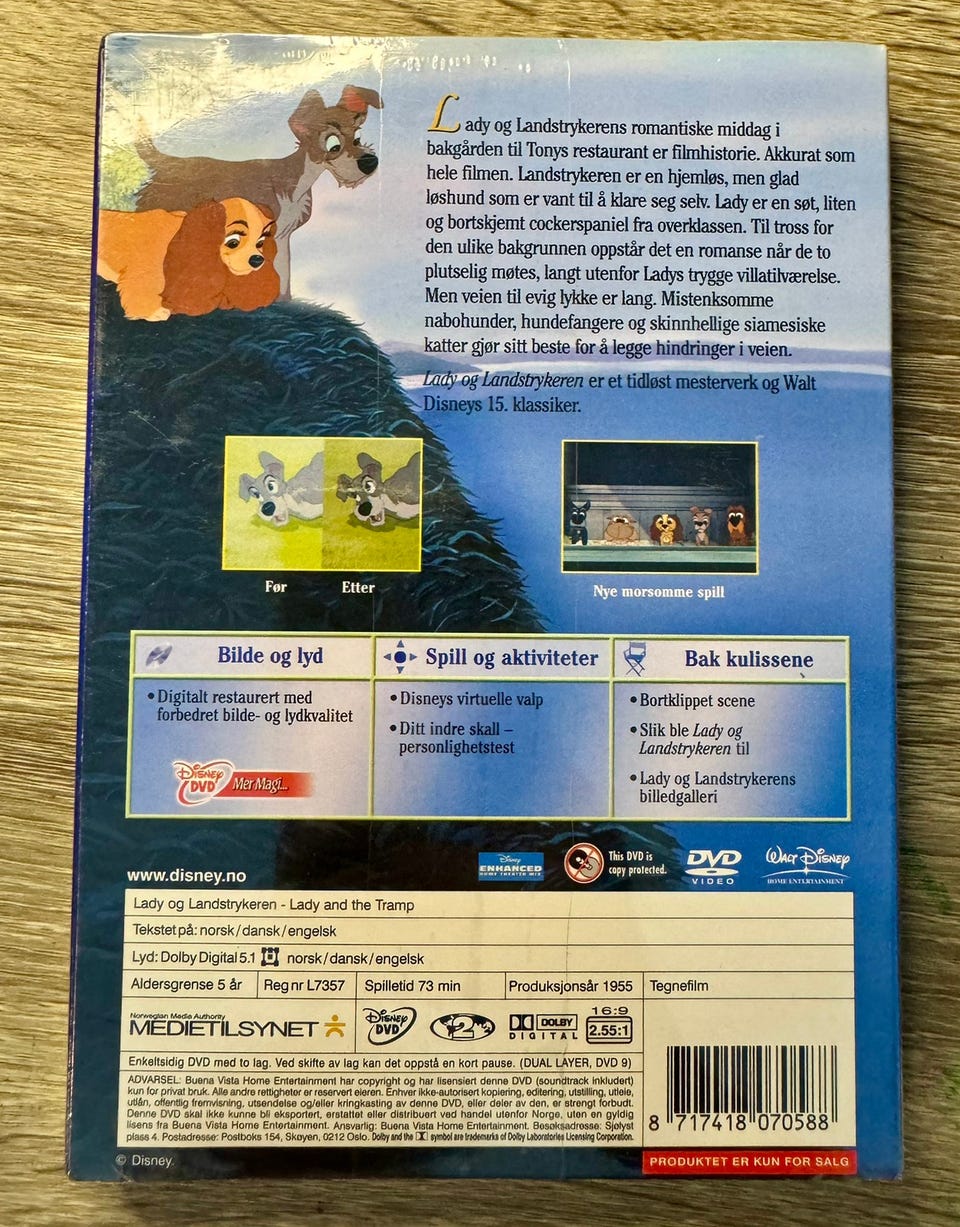 Lady og Landstrykerens romantiske middag i
bakgården til Tonys restaurant er filmhistorie. Akkurat som
hele filmen. Landstrykeren er en hjemløs, men glad
løshund som er vant til å klare seg selv. Lady er en søt, liten
og bortskjemt cockerspaniel fra overklassen. Til tross for
den ulike bakgrunnen oppstår det en romanse når de to
plutselig møtes, langt utenfor Ladys trygge villatilværelse.
Men veien til evig lykke er lang. Mistenksomme
nabohunder, hundefangere og skinnhellige siamesiske
katter gjør sitt beste for å legge hindringer i veien.
Lady og Landstrykeren er et tidløst mesterverk og Walt
Disneys 15. klassiker.
Før Etter
Nye morsomme spill
Bilde og lyd
• Digitalt restaurert med
forbedret bilde- og lydkvalitet
Disney DVD Mer Magi...
Spill og aktiviteter
• Disneys virtuelle valp
• Ditt indre skall –
personlighetstest
Bak kulissene
• Bortklippet scene
• Slik ble Lady og
Landstrykeren til
• Lady og Landstrykerens
billedgalleri
www.disney.no
Disney
ENHANCED
HOME THEATER MIX
This DVD is
copy protected.
DVD
VIDEO
Walt Disney
HOME ENTERTAINMENT
Lady og Landstrykeren - Lady and the Tramp
Tekstet på: norsk/dansk/engelsk
Lyd: Dolby Digital 5.1 norsk/dansk/engelsk
Aldersgrense 5 år Reg nr L7357 Spilletid 73 min Produksjonsår 1955 Tegnefilm
Norwegian Media Authority
MEDIETILSYNET
Disney DVD
2
DOLBY
DIGITAL
16:9
2.55:1
Enkeltsidig DVD med to lag. Ved skifte av lag kan det oppstå en kort pause. (DUAL LAYER, DVD 9)
ADVARSEL: Buena Vista Home Entertainment har copyright og har lisensiert denne DVD (soundtrack inkludert)
kun for privat bruk. Alle andre rettigheter er reservert eieren. Enhver ikke-autorisert kopiering, editering, utstilling, utleie,
utlån, offentlig fremvisning, utsendelse og/eller kringkasting av denne DVD, eller deler av den, er strengt forbudt.
Denne DVD skal ikke kunne bli eksportert, erstattet eller distribuert ved handel utenfor Norge, uten en gyldig
lisens fra Buena Vista Home Entertainment. Ansvarlig: Buena Vista Home Entertainment. Besøksadresse: Sjølyst
plass 4. Postadresse: Postboks 154, Skøyen, 0212 Oslo. Dolby and the symbol are trademarks of Dolby Laboratories Licensing Corporation.
8 717418 070588
© Disney.
PRODUKTET ER KUN FOR SALG